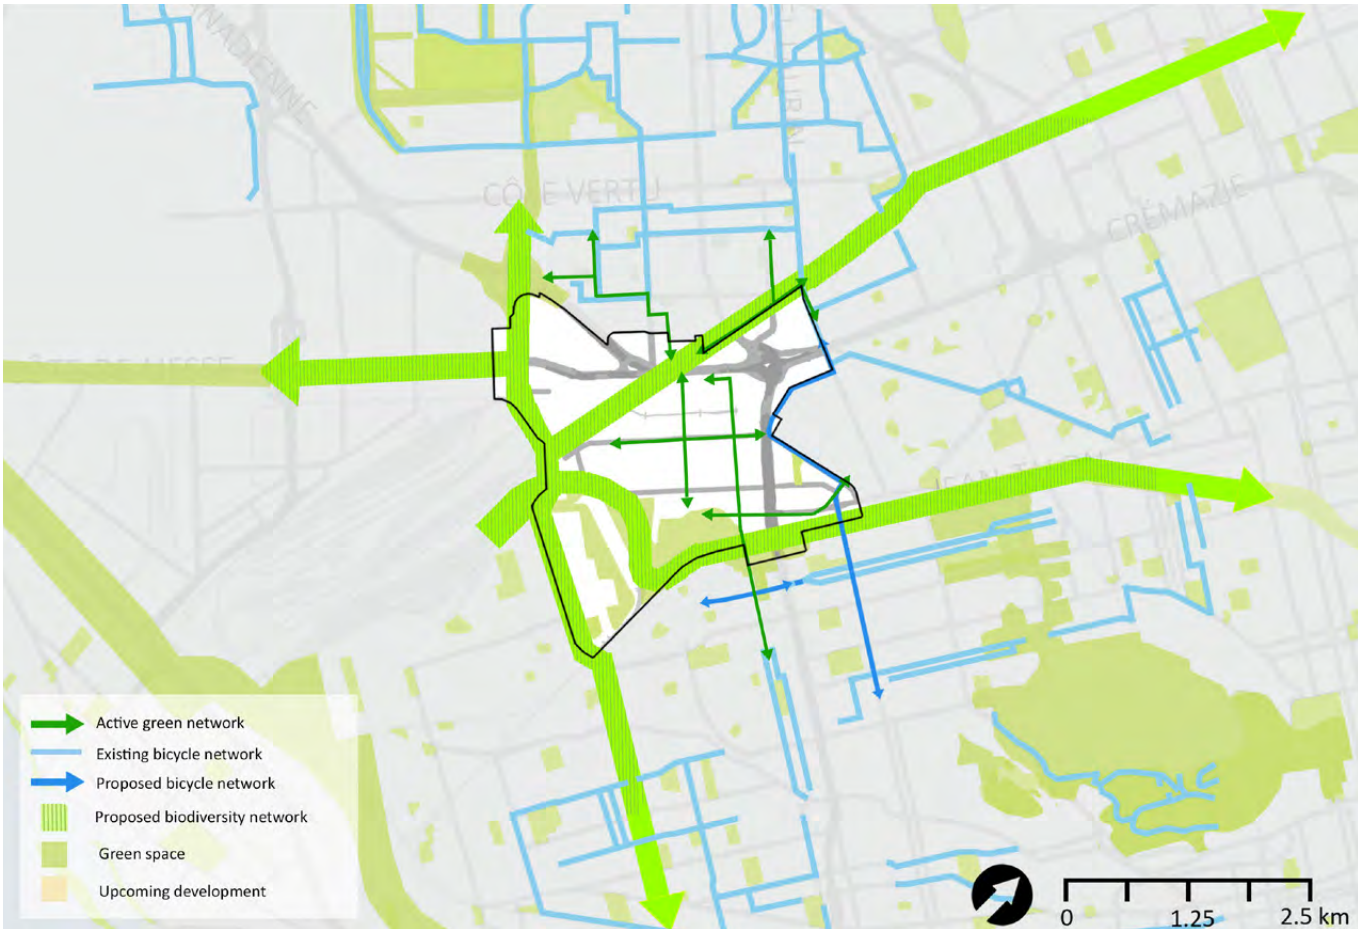 CÔTE VERTU
CRÉMAZIE
Active green network
Existing bicycle network
Proposed bicycle network
Proposed biodiversity network
Green space
Upcoming development
0
1.25
2.5 km